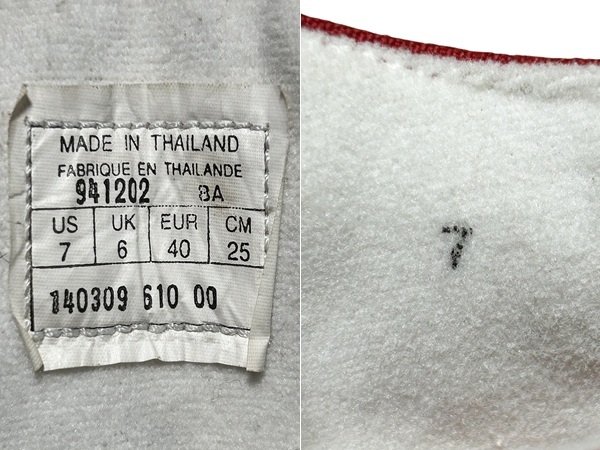 MADE IN THAILAND
FABRIQUE EN THAILANDE
941202 8A
US UK EUR CM
7 6 40 25
140309 610 00
7